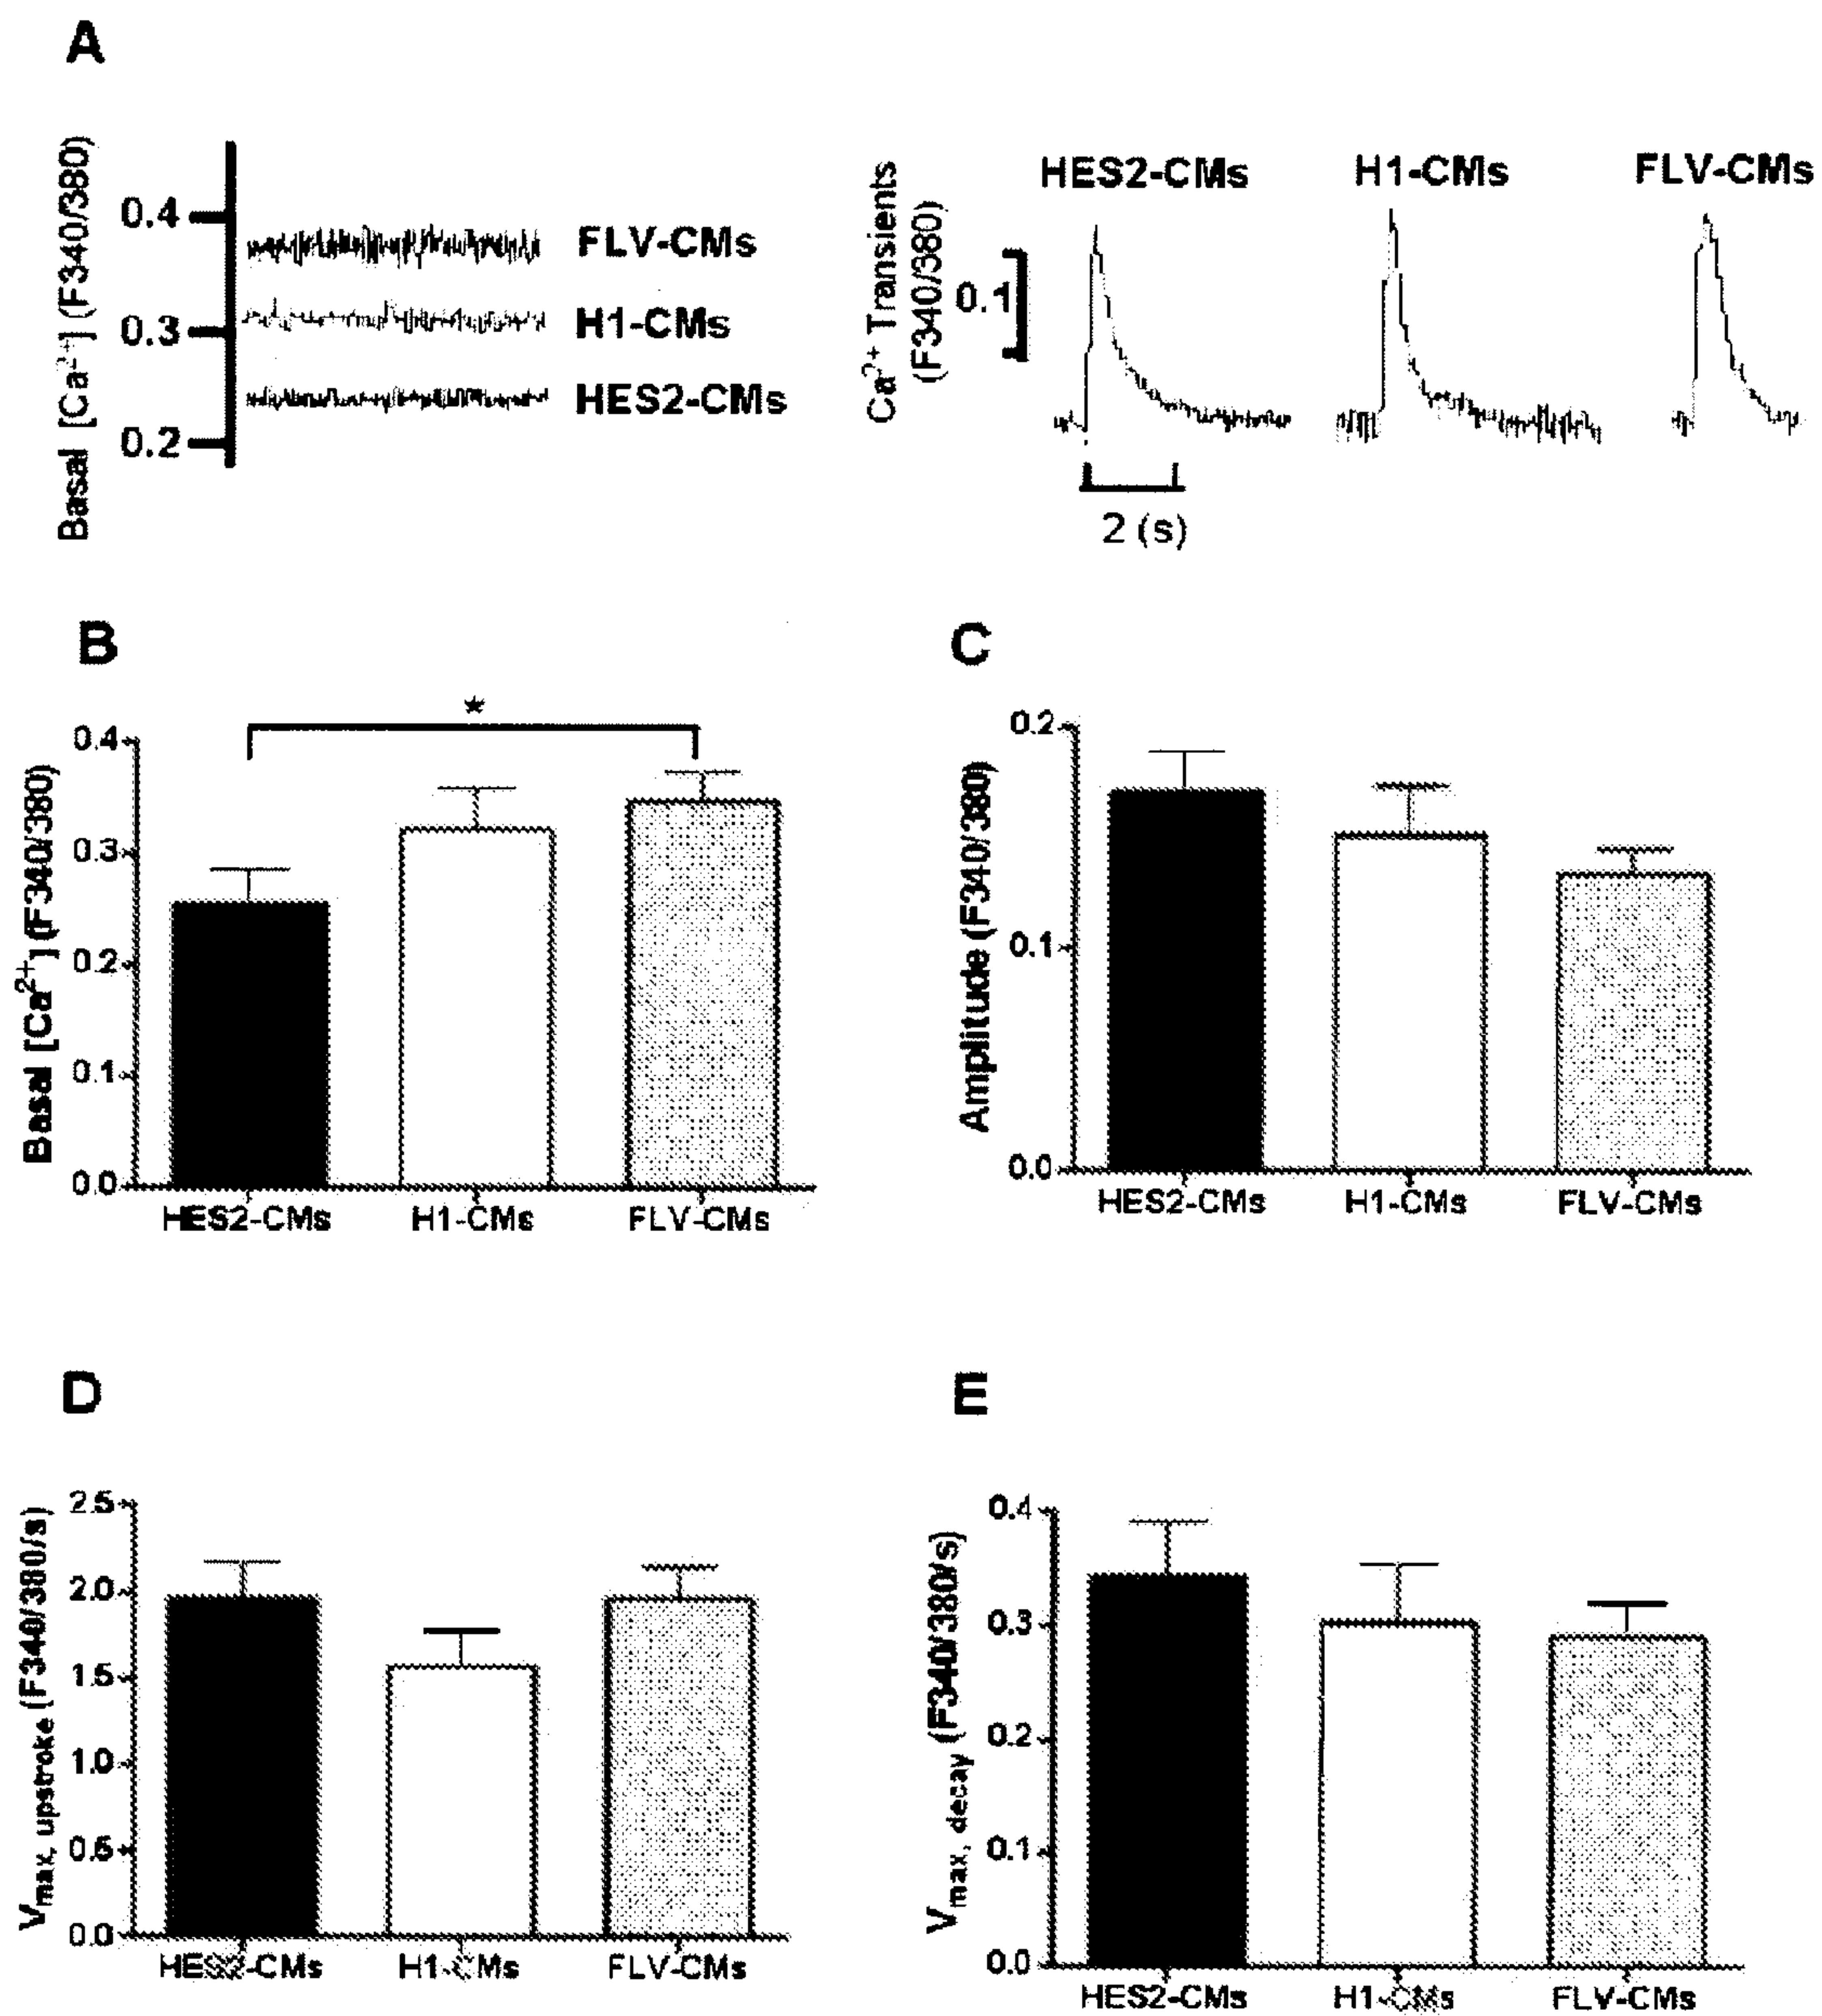 A
Basal [Ca2+] (F340/380)
0.4
0.3
0.2
FLV-CMs
H1-CMs
HES2-CMs
Ca2+ Transients
(F340/380)
0.1
HES2-CMs
H1-CMs
FLV-CMs
2 (s)
B
*
Basal [Ca2+] (F340/380)
0.4
0.3
0.2
0.1
0.0
HES2-CMs
H1-CMs
FLV-CMs
C
Amplitude (F340/380)
0.2
0.1
0.0
HES2-CMs
H1-CMs
FLV-CMs
D
Vmax, upstroke (F340/380/s)
2.5
2.0
1.5
1.0
0.5
0.0
HES2-CMs
H1-CMs
FLV-CMs
E
Vmax, decay (F340/380/s)
0.4
0.3
0.2
0.1
0.0
HES2-CMs
H1-CMs
FLV-CMs